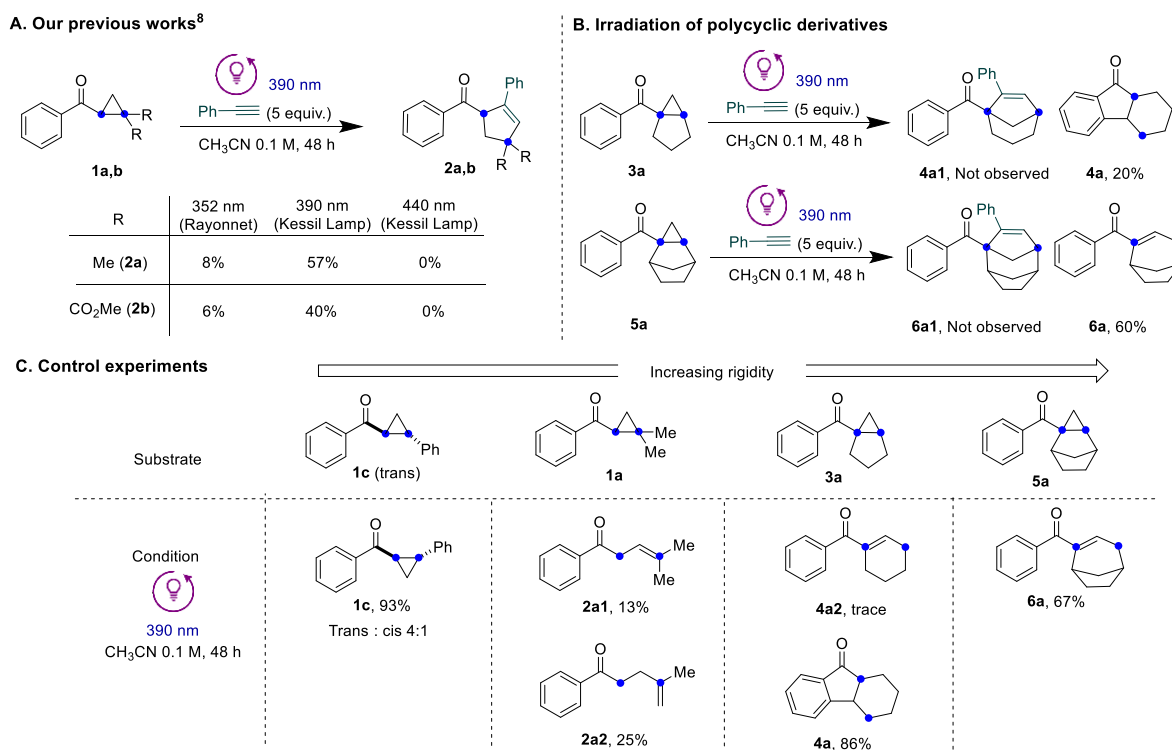 A. Our previous works8
B. Irradiation of polycyclic derivatives
O
R
R
1a,b
390 nm
Ph
(5 equiv.)
CH3CN 0.1 M, 48 h
O
Ph
R
R
2a,b
R
352 nm
(Rayonnet)
390 nm
(Kessil Lamp)
440 nm
(Kessil Lamp)
Me (2a)
8%
57%
0%
CO2Me (2b)
6%
40%
0%
O
3a
390 nm
Ph
(5 equiv.)
CH3CN 0.1 M, 48 h
Ph
O
4a1, Not observed
O
4a, 20%
O
5a
390 nm
Ph
(5 equiv.)
CH3CN 0.1 M, 48 h
Ph
O
6a1, Not observed
O
6a, 60%
C. Control experiments
Increasing rigidity
Substrate
O
Ph
1c (trans)
O
Me
Me
1a
O
3a
O
5a
Condition
390 nm
CH3CN 0.1 M, 48 h
O
Ph
1c, 93%
Trans : cis 4:1
O
Me
Me
2a1, 13%
O
Me
2a2, 25%
O
4a2, trace
O
4a, 86%
O
6a, 67%